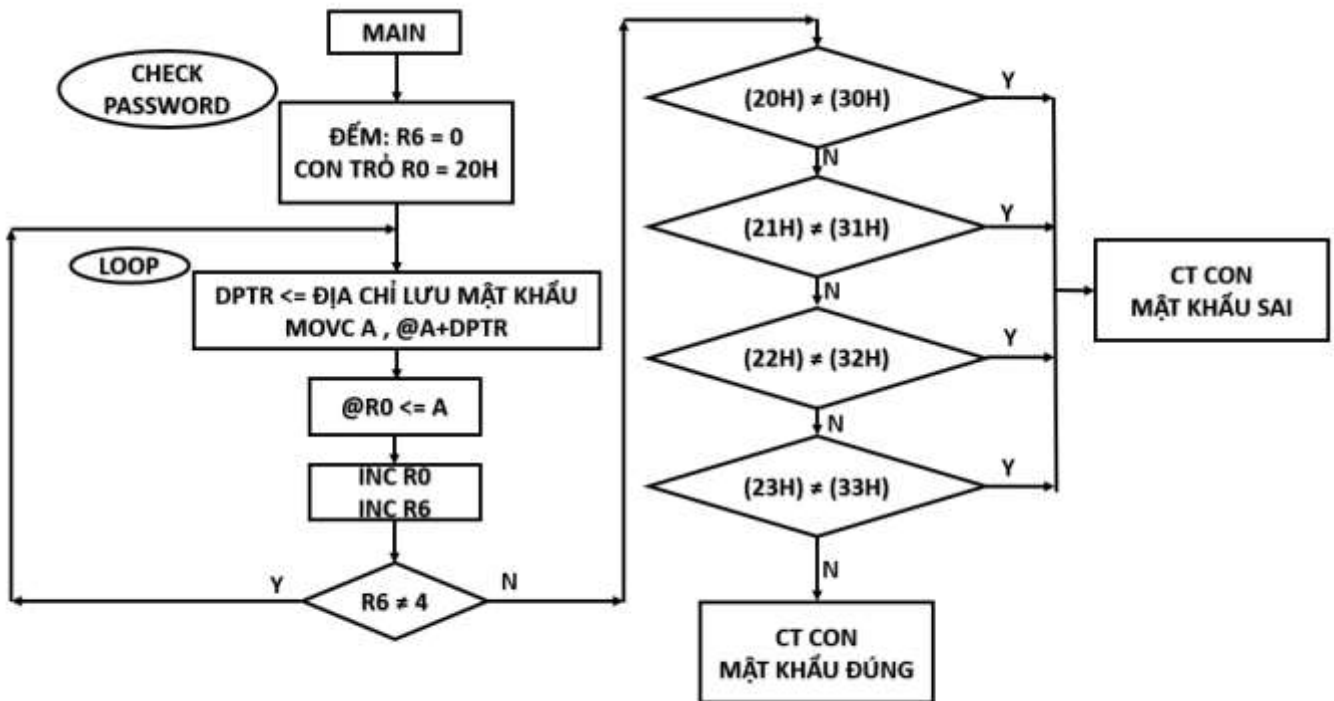 MAIN
CHECK
PASSWORD
ĐẾM: R6 = 0
CON TRỎ R0 = 20H
LOOP
DPTR <= ĐỊA CHỈ LƯU MẬT KHẨU
MOVC A , @A+DPTR
@R0 <= A
INC R0
INC R6
Y
R6 ≠ 4
N
(20H) ≠ (30H)
Y
N
(21H) ≠ (31H)
Y
N
(22H) ≠ (32H)
Y
N
(23H) ≠ (33H)
Y
N
CT CON
MẬT KHẨU SAI
CT CON
MẬT KHẨU ĐÚNG